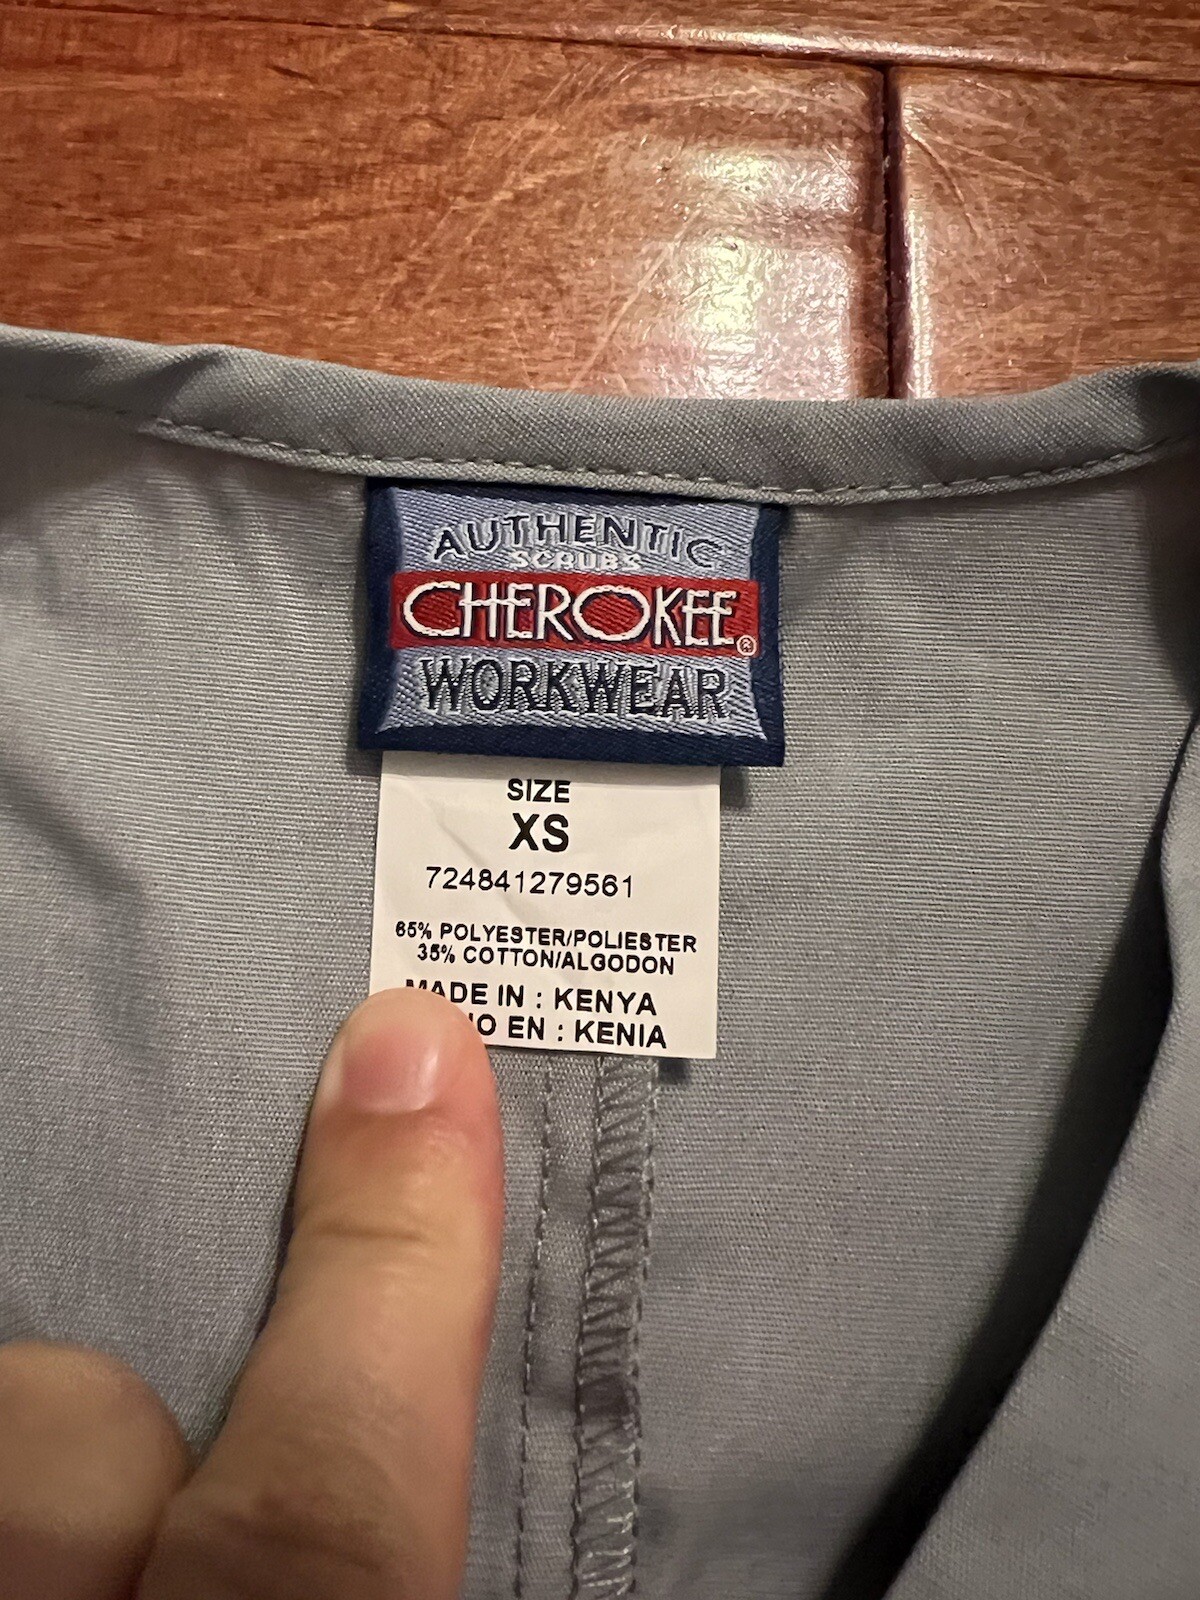 AUTHENTIC
SCRUBS
CHEROKEE®
WORKWEAR
SIZE
XS
724841279561
65% POLYESTER/POLIESTER
35% COTTON/ALGODON
MADE IN : KENYA
EN : KENIA